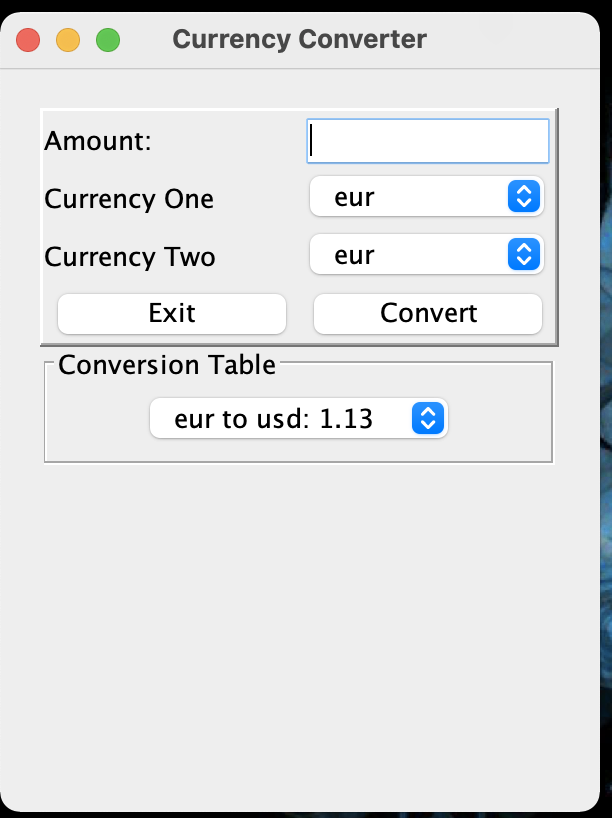 Currency Converter
Amount:
Currency One eur
Currency Two eur
Exit Convert
Conversion Table
eur to usd: 1.13